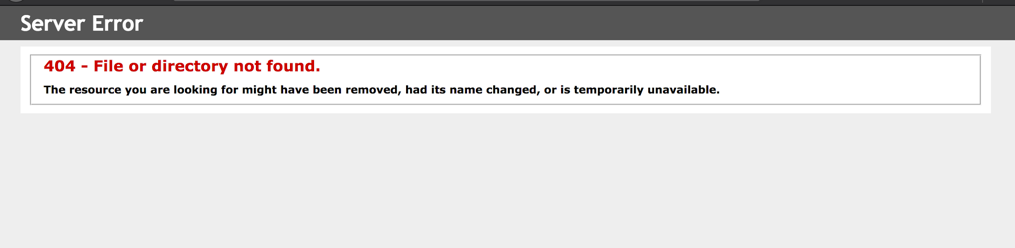 Server Error
404 - File or directory not found.
The resource you are looking for might have been removed, had its name changed, or is temporarily unavailable.